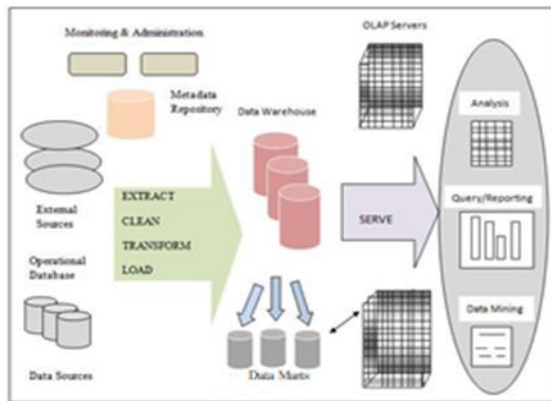 Monitoring & Administration
OLAP Servers
Metadata
Repository
Data Warehouse
Analysis
EXTRACT
CLEAN
TRANSFORM
LOAD
External
Sources
SERVE
Query/Reporting
Operational
Database
Data Mining
Data Sources
Data Marts